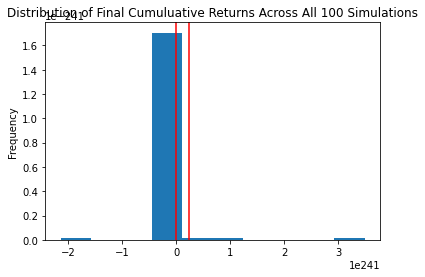 Distribution of Final Cumuluative Returns Across All 100 Simulations
1e−241
1.6
1.4
1.2
1.0
0.8
0.6
0.4
0.2
0.0
Frequency
−2 −1 0 1 2 3
1e241